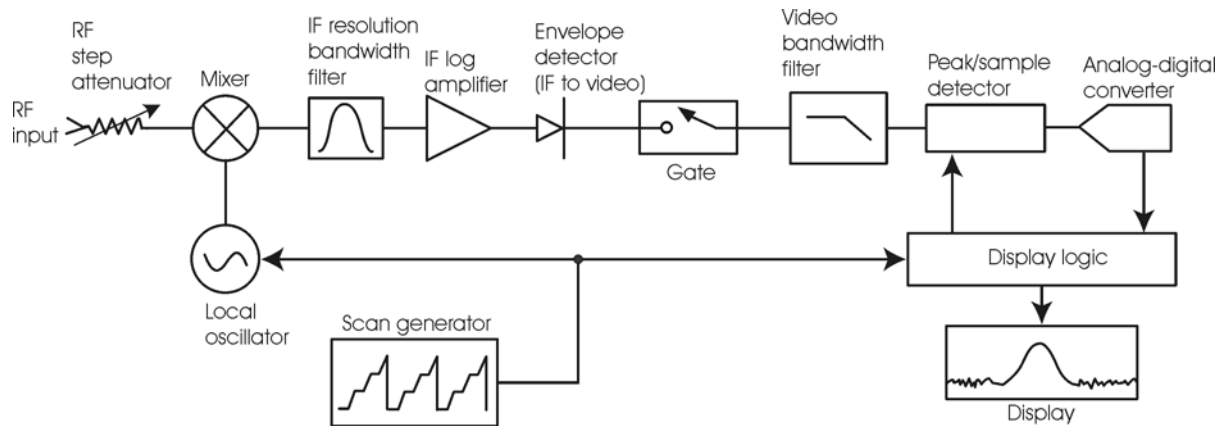 RF
step
attenuator
RF
input
Mixer
IF resolution
bandwidth
filter
IF log
amplifier
Envelope
detector
(IF to video)
Gate
Video
bandwidth
filter
Peak/sample
detector
Analog-digital
converter
Local
oscillator
Scan generator
Display logic
Display